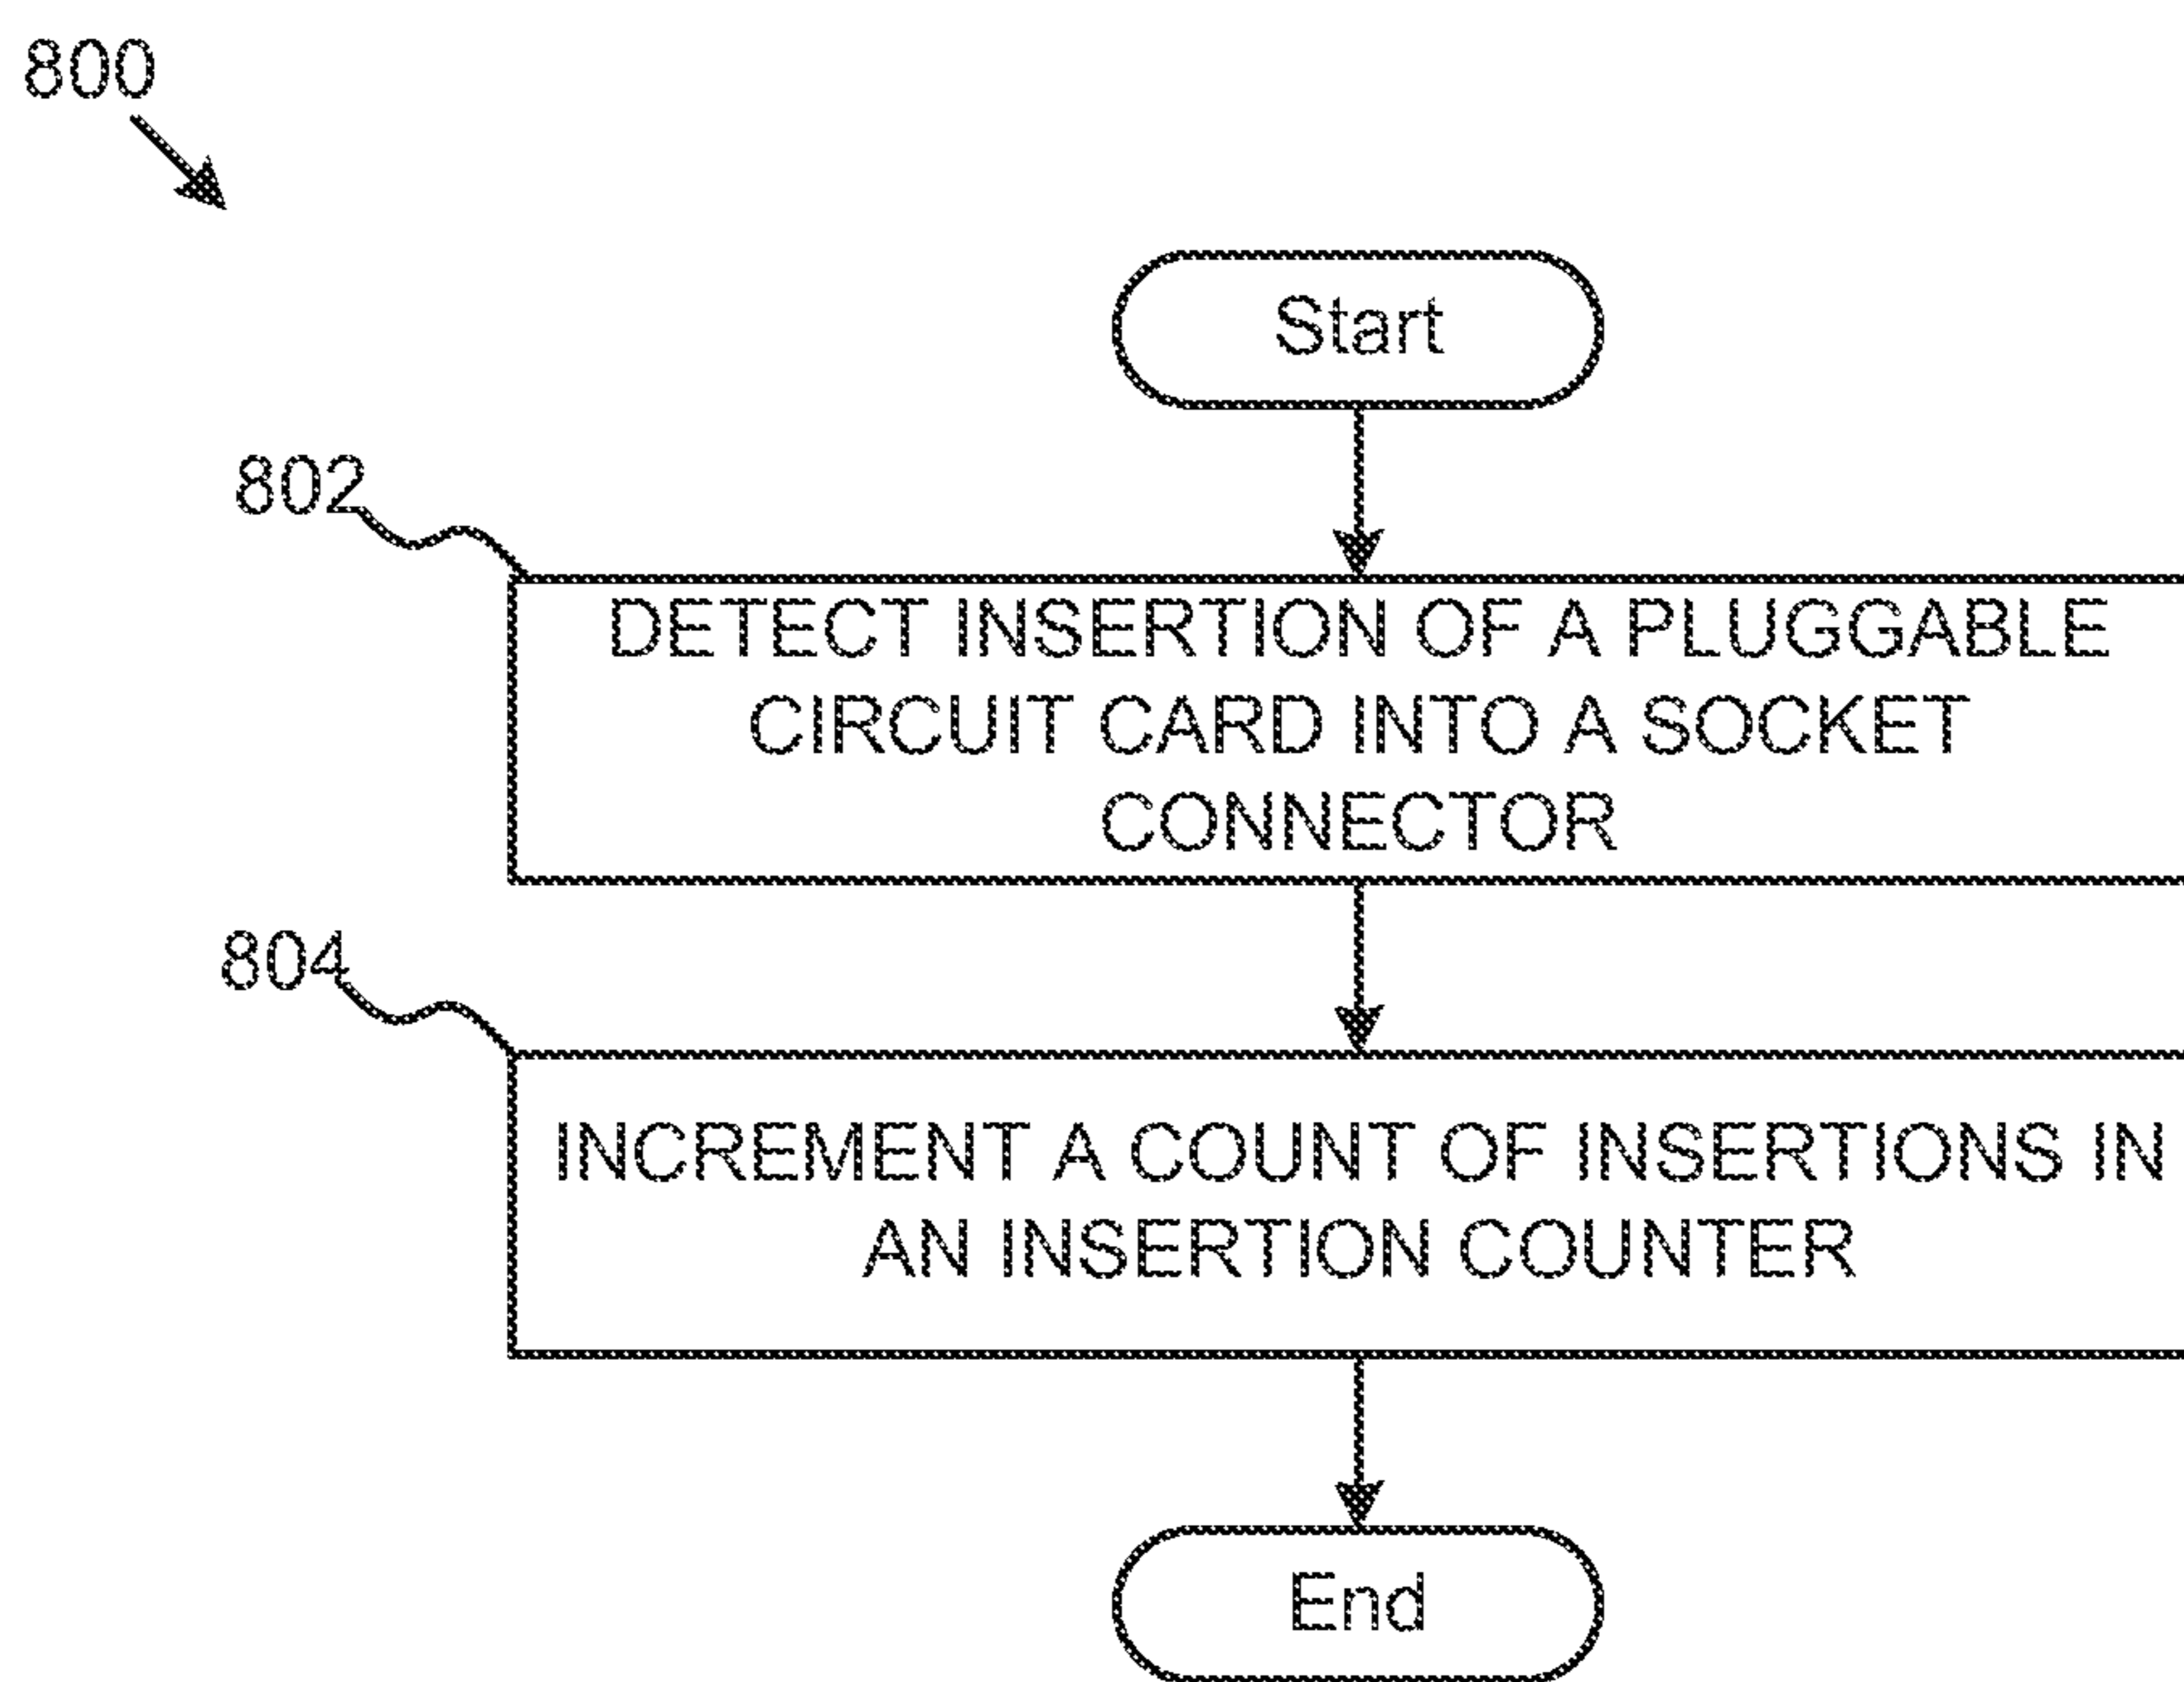 800
Start
802
DETECT INSERTION OF A PLUGGABLE
CIRCUIT CARD INTO A SOCKET
CONNECTOR
804
INCREMENT A COUNT OF INSERTIONS IN
AN INSERTION COUNTER
End